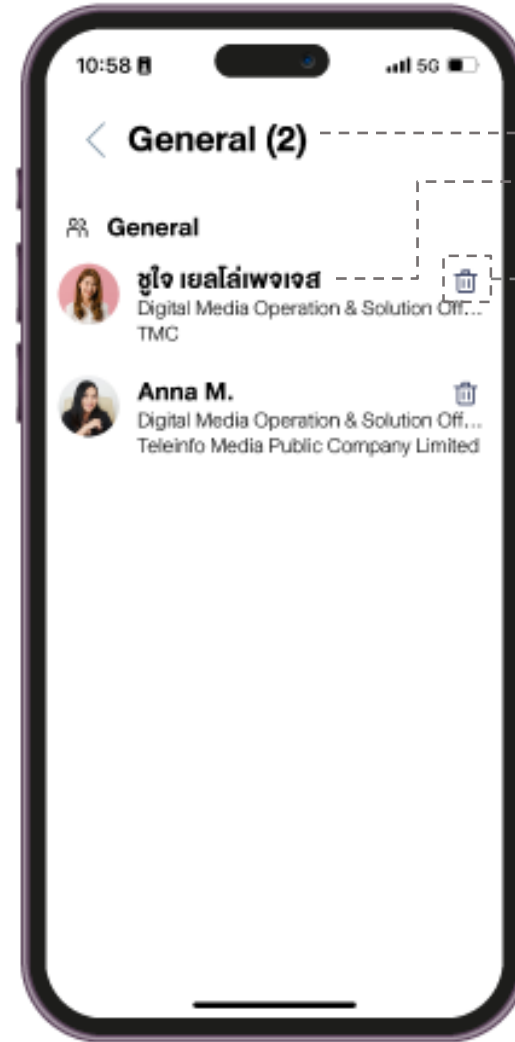 10:58
5G
General (2)
General
ชูใจ เยลโล่เพจเจส
Digital Media Operation & Solution Off...
TMC
Anna M.
Digital Media Operation & Solution Off...
Teleinfo Media Public Company Limited